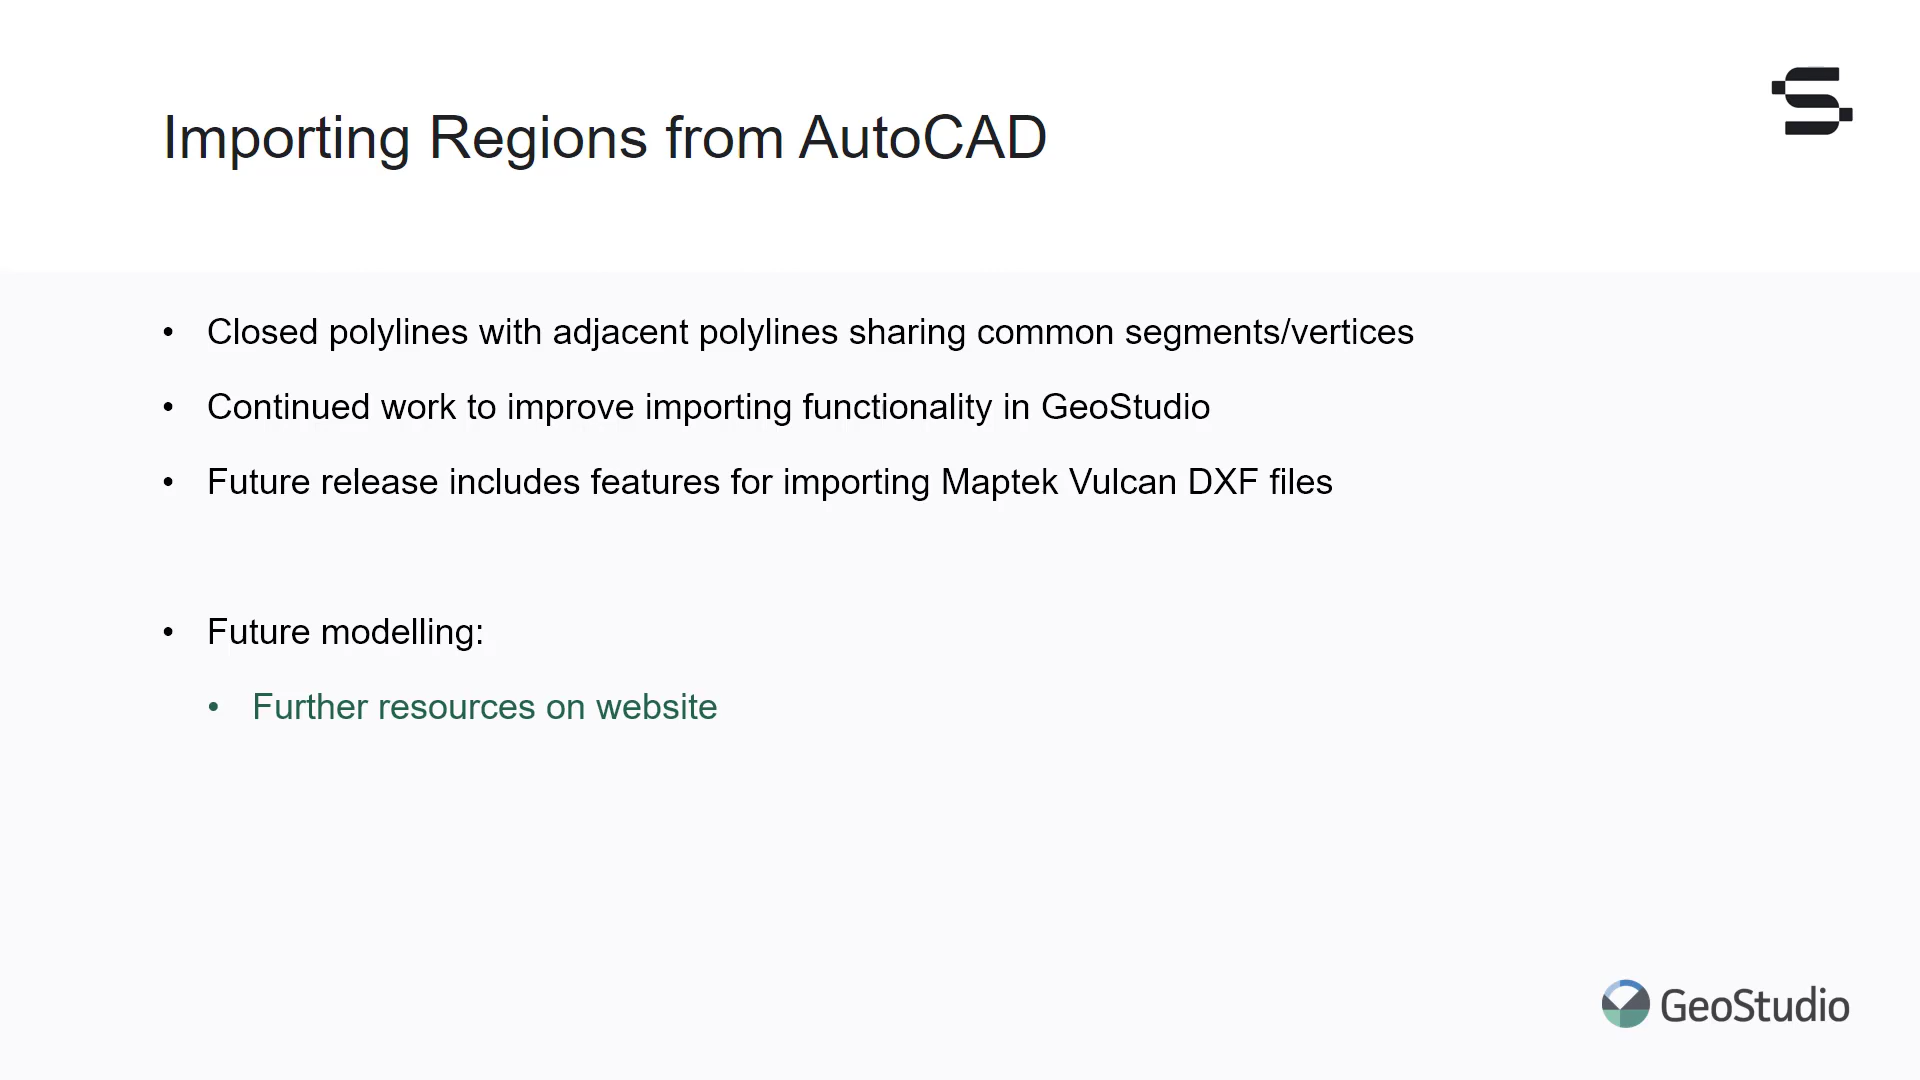 Importing Regions from AutoCAD
• Closed polylines with adjacent polylines sharing common segments/vertices
• Continued work to improve importing functionality in GeoStudio
• Future release includes features for importing Maptek Vulcan DXF files
• Future modelling:
• Further resources on website
GeoStudio